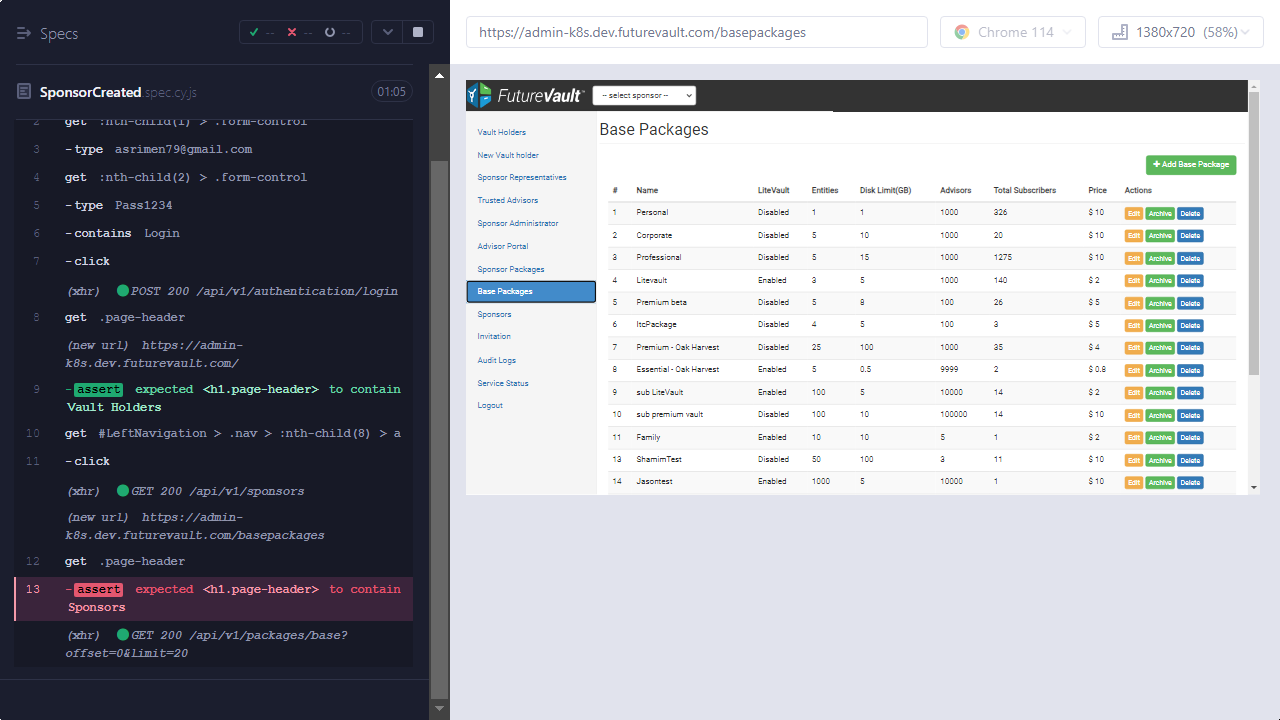 Specs
-- -- --
SponsorCreated.spec.cy.js 01:05
2 get :nth-child(1) > .form-control
3 -type asrimen79@gmail.com
4 get :nth-child(2) > .form-control
5 -type Pass1234
6 -contains Login
7 -click
(xhr) POST 200 /api/v1/authentication/login
8 get .page-header
(new url) https://admin-
k8s.dev.futurevault.com/
9 -assert expected <h1.page-header> to contain
Vault Holders
10 get #LeftNavigation > .nav > :nth-child(8) > a
11 -click
(xhr) GET 200 /api/v1/sponsors
(new url) https://admin-
k8s.dev.futurevault.com/basepackages
12 get .page-header
13 -assert expected <h1.page-header> to contain
Sponsors
(xhr) GET 200 /api/v1/packages/base?
offset=0&limit=20
https://admin-k8s.dev.futurevault.com/basepackages
Chrome 114
1380x720 (58%)
FutureVault™
-- select sponsor --
Vault Holders
New Vault holder
Sponsor Representatives
Trusted Advisors
Sponsor Administrator
Advisor Portal
Sponsor Packages
Base Packages
Sponsors
Invitation
Audit Logs
Service Status
Logout
Base Packages
+ Add Base Package
# Name LiteVault Entities Disk Limit(GB) Advisors Total Subscribers Price Actions
1 Personal Disabled 1 1 1000 326 $ 10 Edit Archive Delete
2 Corporate Disabled 5 10 1000 20 $ 10 Edit Archive Delete
3 Professional Disabled 5 15 1000 1275 $ 10 Edit Archive Delete
4 Litevault Enabled 3 5 1000 140 $ 2 Edit Archive Delete
5 Premium beta Disabled 5 8 100 26 $ 5 Edit Archive Delete
6 ltcPackage Disabled 4 5 100 3 $ 5 Edit Archive Delete
7 Premium - Oak Harvest Disabled 25 100 1000 35 $ 4 Edit Archive Delete
8 Essential - Oak Harvest Enabled 5 0.5 9999 2 $ 0.8 Edit Archive Delete
9 sub LiteVault Enabled 100 5 10000 14 $ 2 Edit Archive Delete
10 sub premium vault Disabled 100 10 100000 14 $ 10 Edit Archive Delete
11 Family Enabled 10 10 5 1 $ 2 Edit Archive Delete
13 ShamimTest Disabled 50 100 3 11 $ 10 Edit Archive Delete
14 Jasontest Enabled 1000 5 10000 1 $ 10 Edit Archive Delete